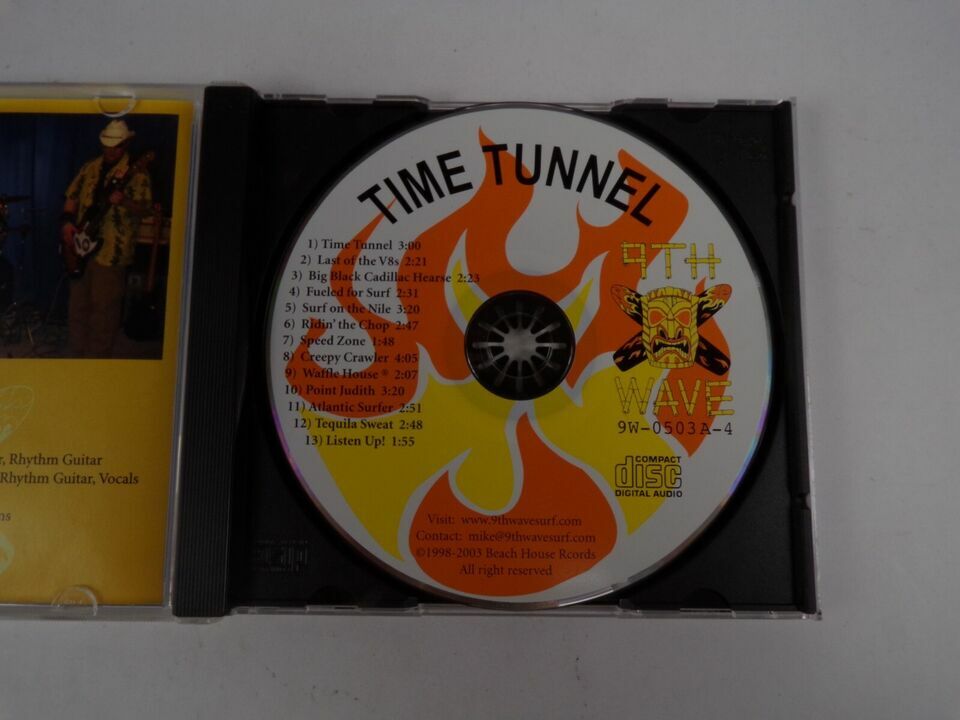 TIME TUNNEL
1) Time Tunnel 3:00
2) Last of the V8s 2:21
3) Big Black Cadillac Hearse 2:23
4) Fueled for Surf 2:31
5) Surf on the Nile 3:20
6) Ridin' the Chop 2:47
7) Speed Zone 1:48
8) Creepy Crawler 4:05
9) Waffle House ® 2:07
10) Point Judith 3:20
11) Atlantic Surfer 2:51
12) Tequila Sweat 2:48
13) Listen Up! 1:55
9TH
WAVE
9W-0503A-4
COMPACT
disc
DIGITAL AUDIO
Visit: www.9thwavesurf.com
Contact: mike@9thwavesurf.com
©1998-2003 Beach House Rcords
All right reserved
, Rhythm Guitar
Rhythm Guitar, Vocals